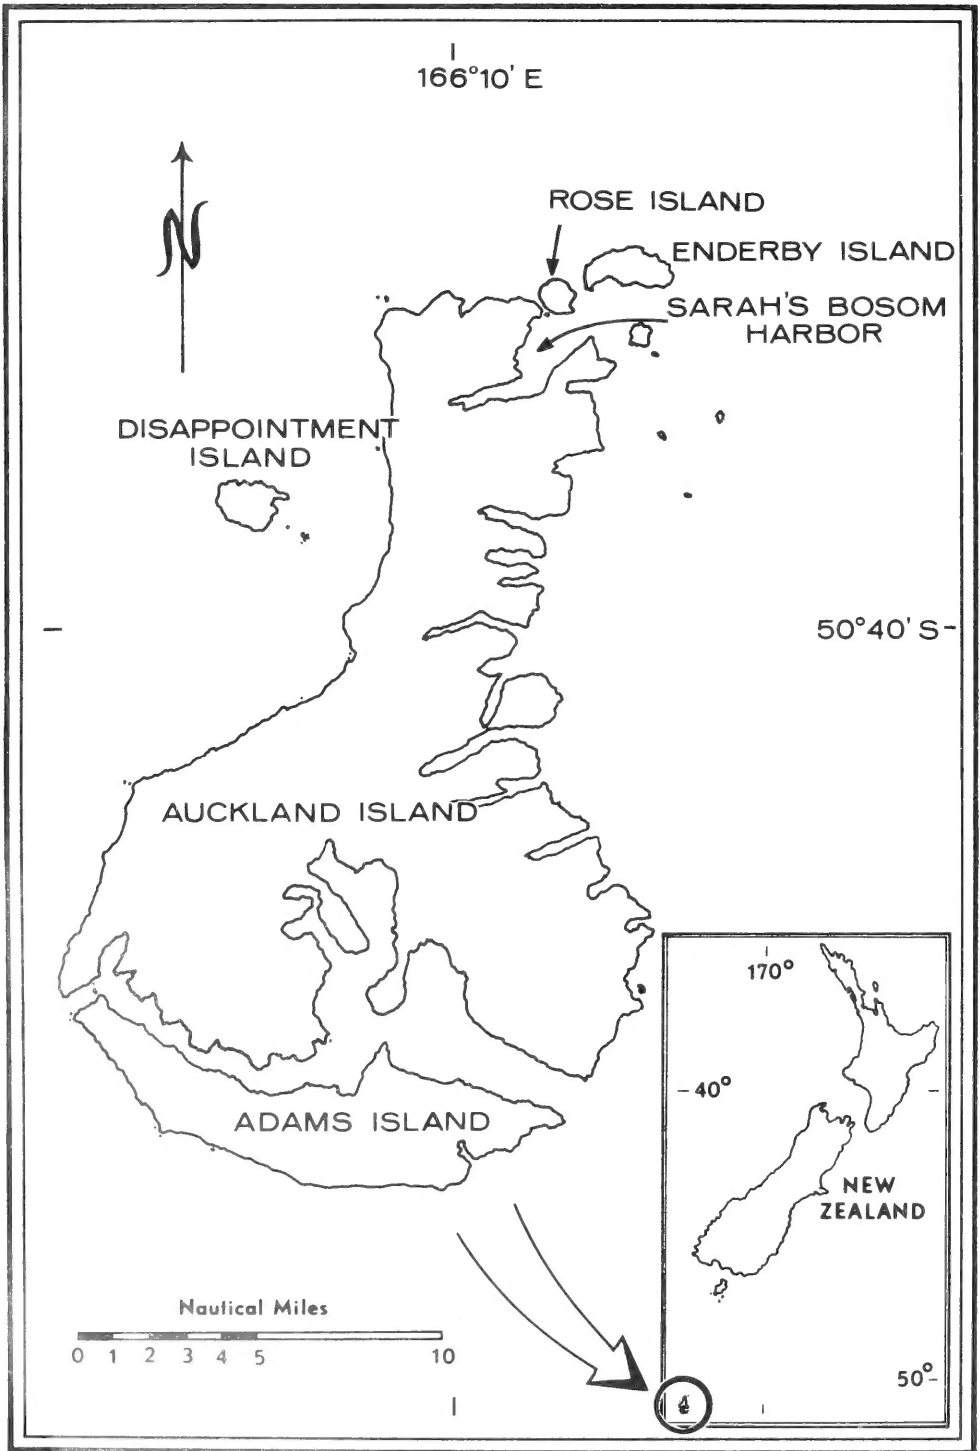 166°10' E
N
ROSE ISLAND
ENDERBY ISLAND
SARAH'S BOSOM
HARBOR
DISAPPOINTMENT
ISLAND
50°40' S
AUCKLAND ISLAND
ADAMS ISLAND
170°
40°
NEW
ZEALAND
50°
Nautical Miles
0 1 2 3 4 5 10